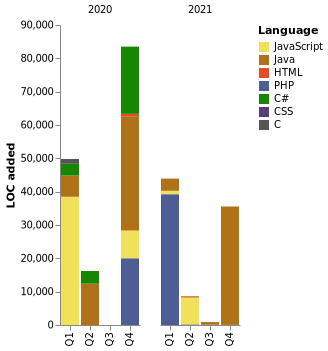 2020 2021
LOC added
90,000
80,000
70,000
60,000
50,000
40,000
30,000
20,000
10,000
0
Q1 Q2 Q3 Q4 Q1 Q2 Q3 Q4
Language
JavaScript
Java
HTML
PHP
C#
CSS
C